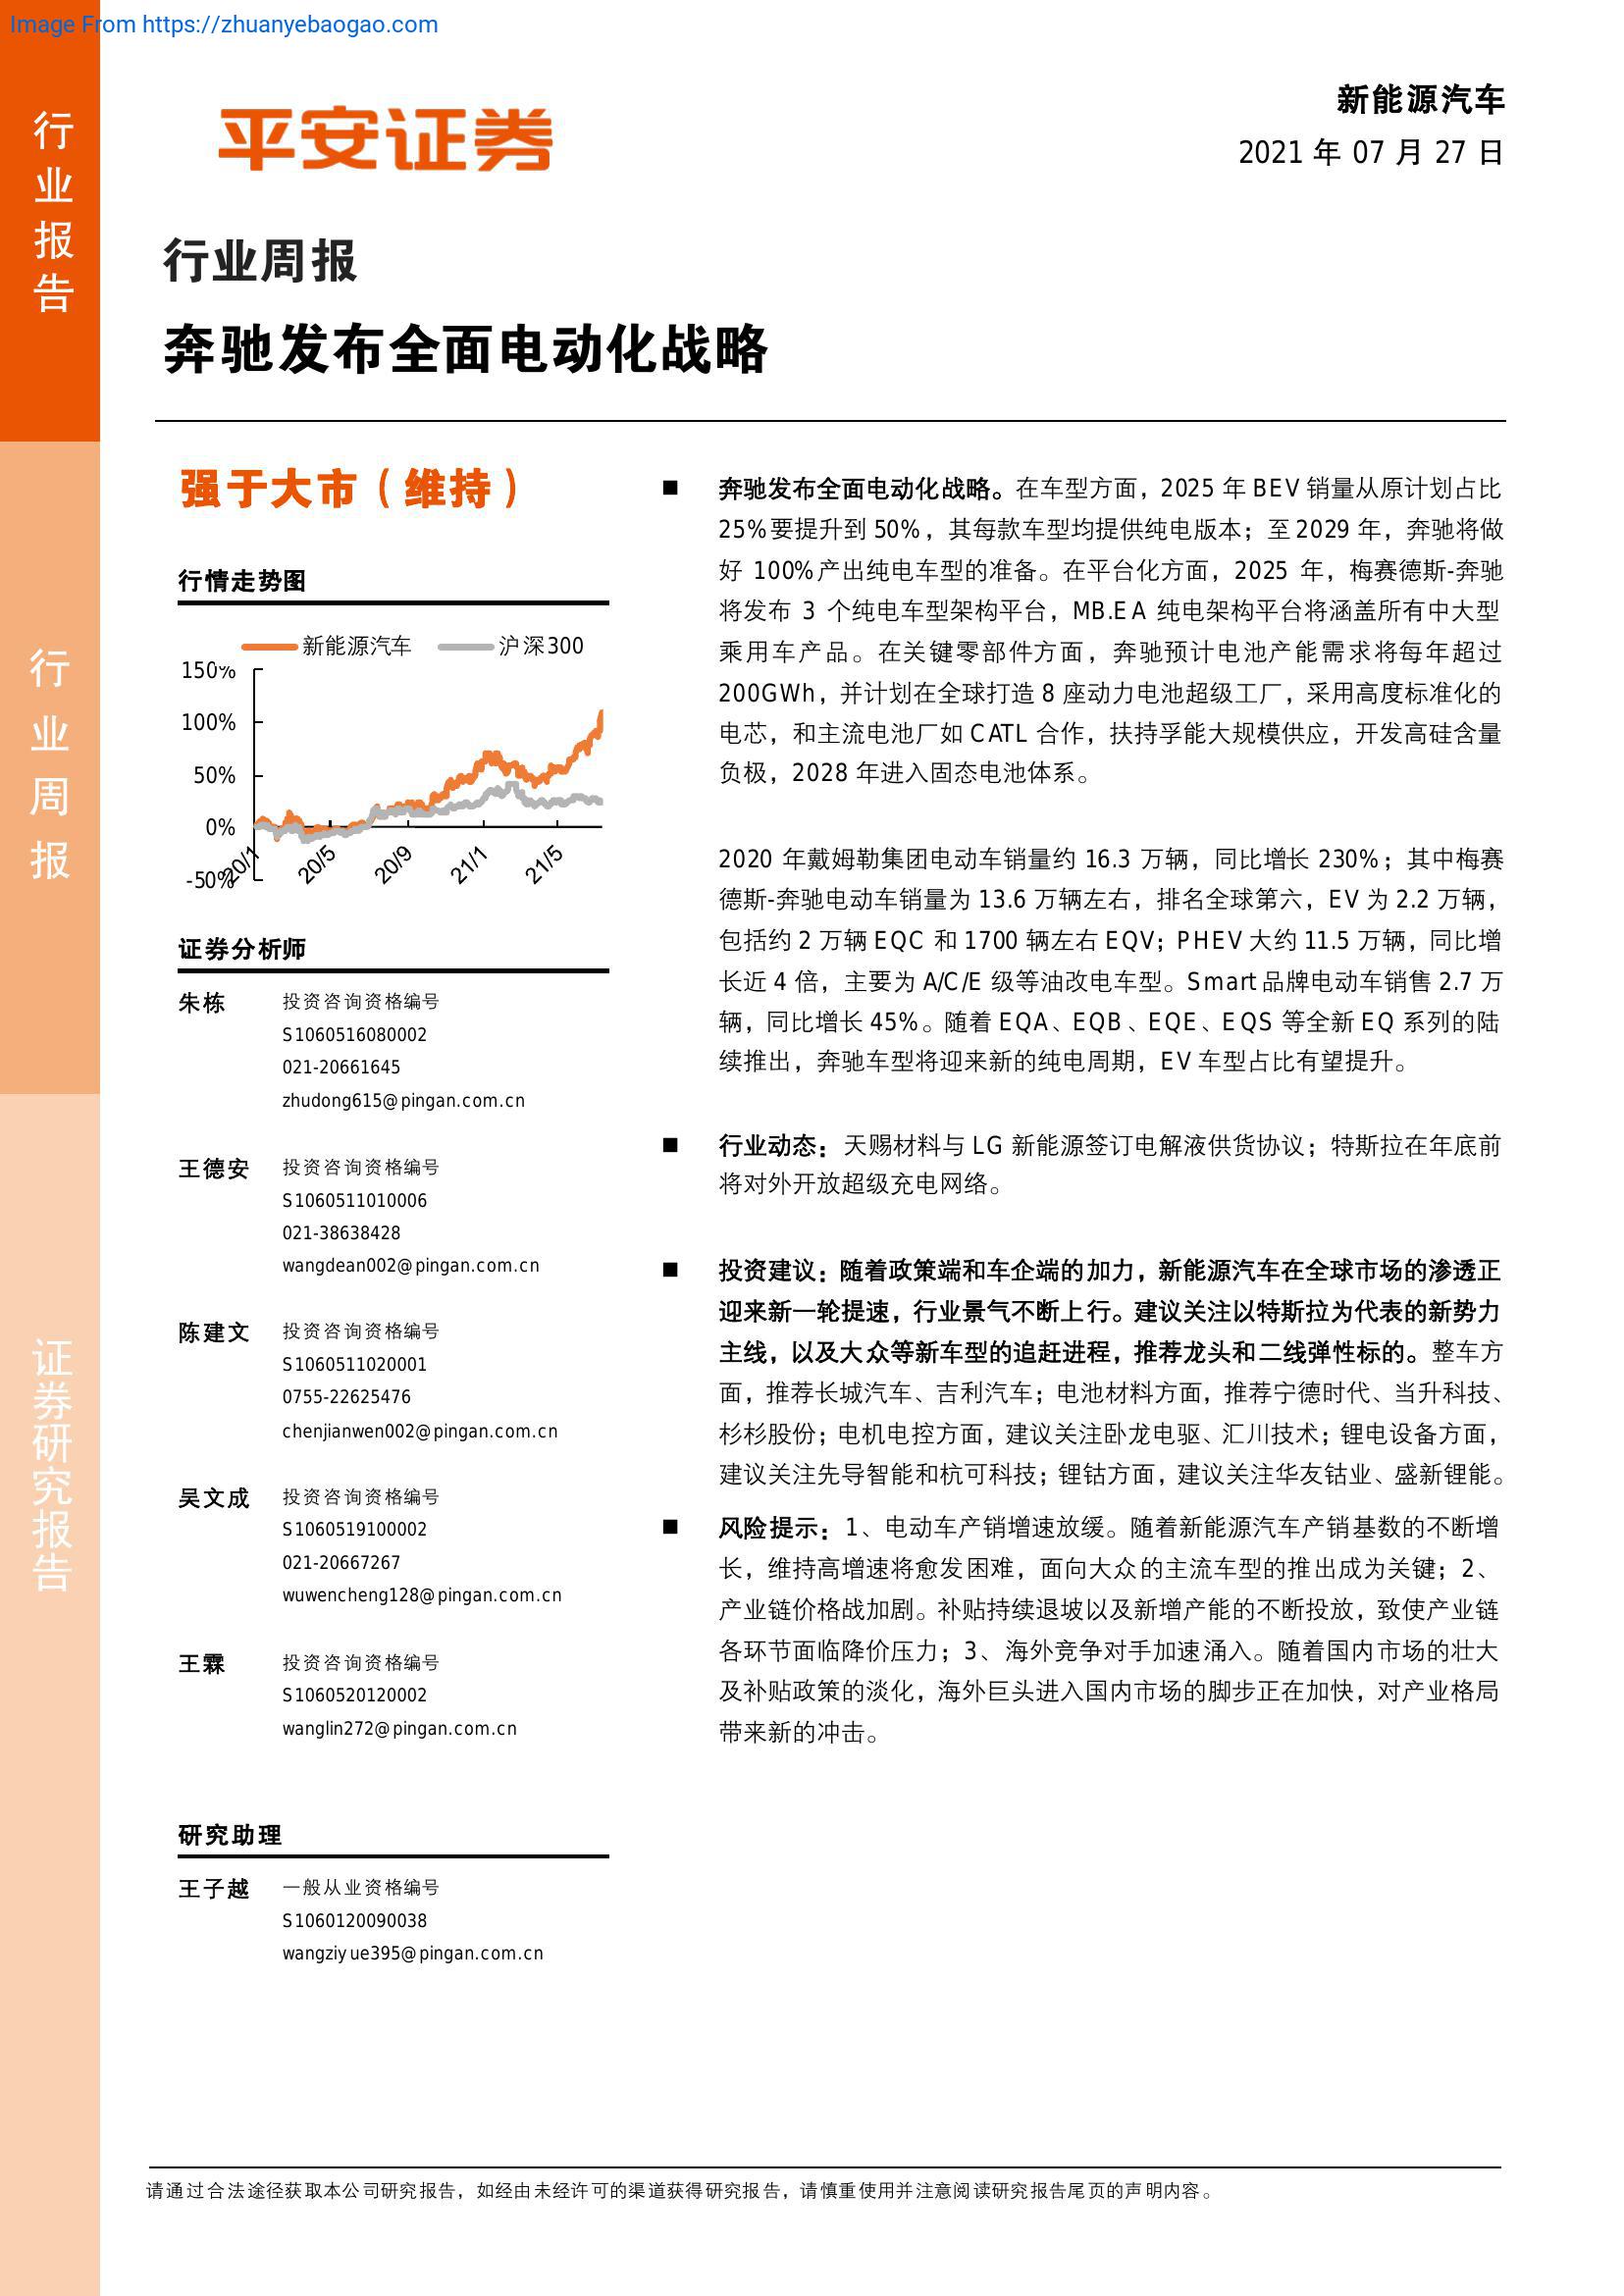 Image From https://zhuanyebaogao.com
行业报告
行业周报
证券研究报告
平安证券
新能源汽车
2021 年 07 月 27 日
行业周报
奔驰发布全面电动化战略
强于大市（维持）
行情走势图
新能源汽车 沪深300
150%
100%
50%
0%
-50%
20/1 20/5 20/9 21/1 21/5
证券分析师
朱栋 投资咨询资格编号
S1060516080002
021-20661645
zhudong615@pingan.com.cn
王德安 投资咨询资格编号
S1060511010006
021-38638428
wangdean002@pingan.com.cn
陈建文 投资咨询资格编号
S1060511020001
0755-22625476
chenjianwen002@pingan.com.cn
吴文成 投资咨询资格编号
S1060519100002
021-20667267
wuwencheng128@pingan.com.cn
王霖 投资咨询资格编号
S1060520120002
wanglin272@pingan.com.cn
研究助理
王子越 一般从业资格编号
S1060120090038
wangziyue395@pingan.com.cn
■ 奔驰发布全面电动化战略。在车型方面，2025 年 BEV 销量从原计划占比
25%要提升到 50%，其每款车型均提供纯电版本；至 2029 年，奔驰将做
好 100%产出纯电车型的准备。在平台化方面，2025 年，梅赛德斯-奔驰
将发布 3 个纯电车型架构平台，MB.EA 纯电架构平台将涵盖所有中大型
乘用车产品。在关键零部件方面，奔驰预计电池产能需求将每年超过
200GWh，并计划在全球打造 8 座动力电池超级工厂，采用高度标准化的
电芯，和主流电池厂如 CATL 合作，扶持孚能大规模供应，开发高硅含量
负极，2028 年进入固态电池体系。
2020 年戴姆勒集团电动车销量约 16.3 万辆，同比增长 230%；其中梅赛
德斯-奔驰电动车销量为 13.6 万辆左右，排名全球第六，EV 为 2.2 万辆，
包括约 2 万辆 EQC 和 1700 辆左右 EQV；PHEV 大约 11.5 万辆，同比增
长近 4 倍，主要为 A/C/E 级等油改电车型。Smart 品牌电动车销售 2.7 万
辆，同比增长 45%。随着 EQA、EQB、EQE、EQS 等全新 EQ 系列的陆
续推出，奔驰车型将迎来新的纯电周期，EV 车型占比有望提升。
■ 行业动态：天赐材料与 LG 新能源签订电解液供货协议；特斯拉在年底前
将对外开放超级充电网络。
■ 投资建议：随着政策端和车企端的加力，新能源汽车在全球市场的渗透正
迎来新一轮提速，行业景气不断上行。建议关注以特斯拉为代表的新势力
主线，以及大众等新车型的追赶进程，推荐龙头和二线弹性标的。整车方
面，推荐长城汽车、吉利汽车；电池材料方面，推荐宁德时代、当升科技、
杉杉股份；电机电控方面，建议关注卧龙电驱、汇川技术；锂电设备方面，
建议关注先导智能和杭可科技；锂钴方面，建议关注华友钴业、盛新锂能。
■ 风险提示：1、电动车产销增速放缓。随着新能源汽车产销基数的不断增
长，维持高增速将愈发困难，面向大众的主流车型的推出成为关键；2、
产业链价格战加剧。补贴持续退坡以及新增产能的不断投放，致使产业链
各环节面临降价压力；3、海外竞争对手加速涌入。随着国内市场的壮大
及补贴政策的淡化，海外巨头进入国内市场的脚步正在加快，对产业格局
带来新的冲击。
请通过合法途径获取本公司研究报告，如经由未经许可的渠道获得研究报告，请慎重使用并注意阅读研究报告尾页的声明内容。